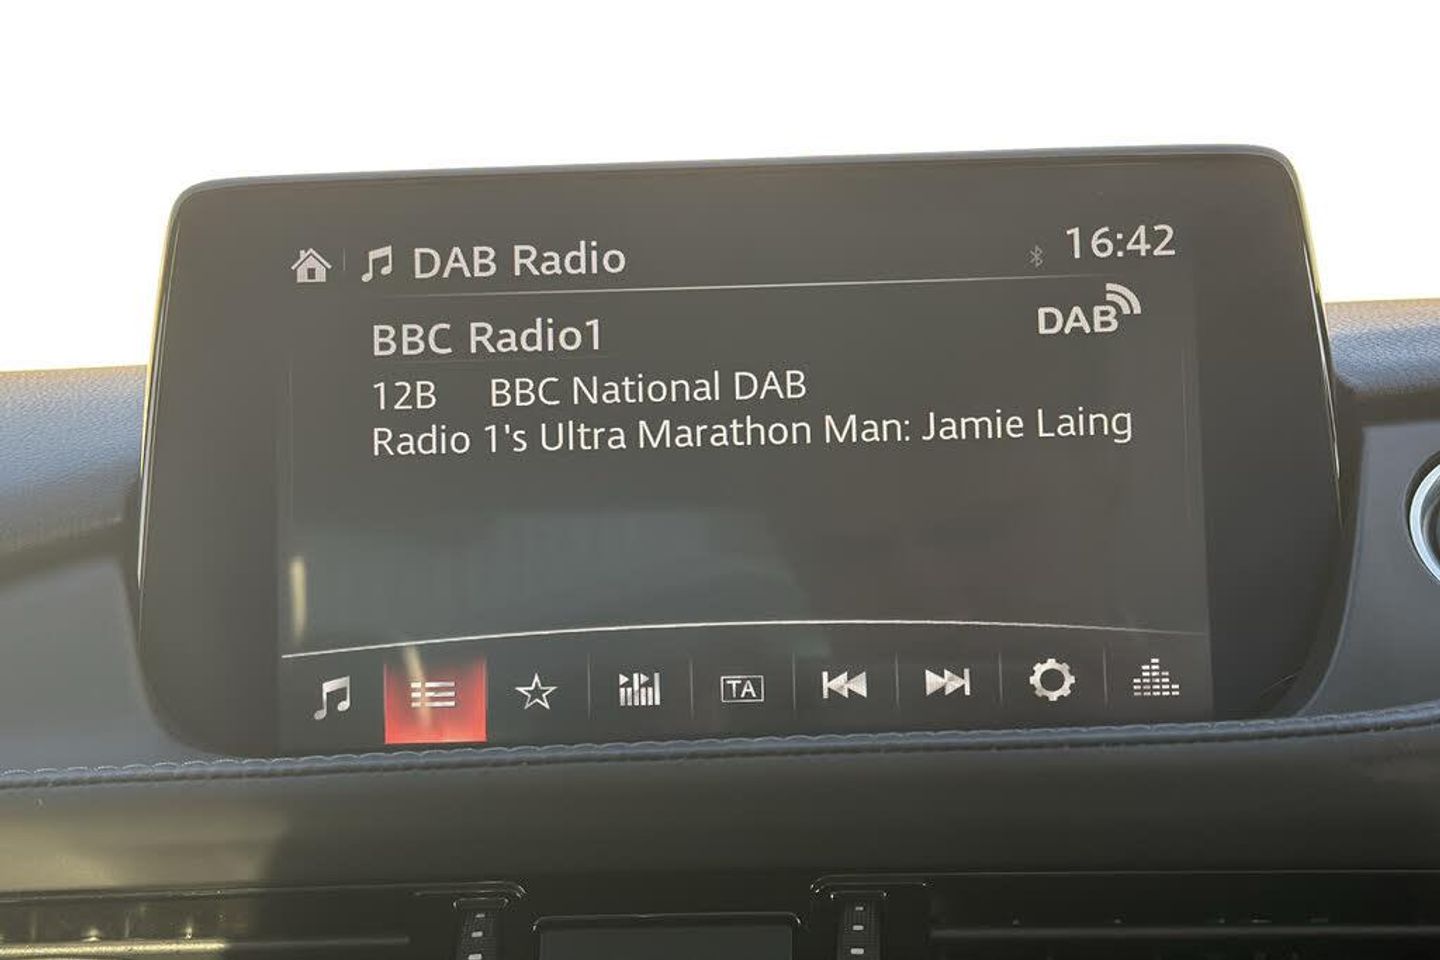 DAB Radio 16:42
BBC Radio1 DAB
12B BBC National DAB
Radio 1's Ultra Marathon Man: Jamie Laing
TA